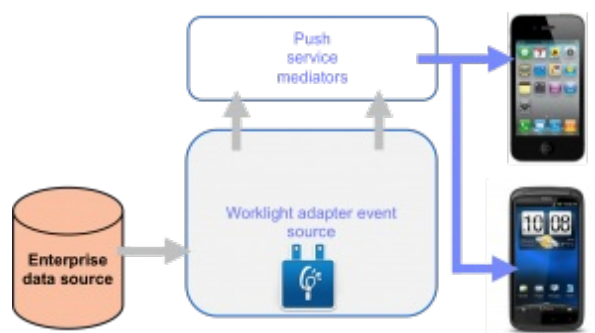 Push
service
mediators
Worklight adapter event
source
Enterprise
data source
10 08